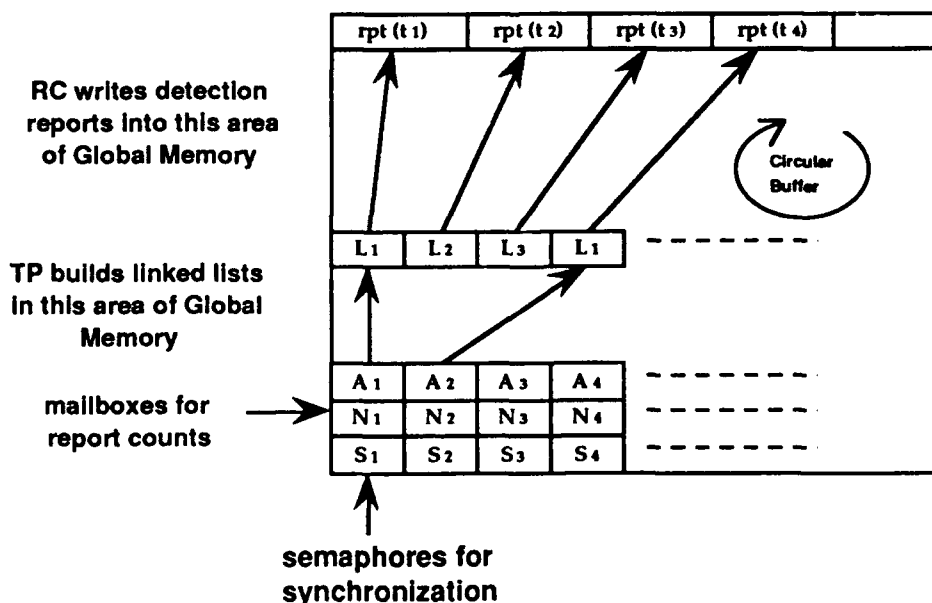 rpt (t 1) rpt (t 2) rpt (t 3) rpt (t 4)
RC writes detection
reports into this area
of Global Memory
Circular
Buffer
L1 L2 L3 L1
TP builds linked lists
in this area of Global
Memory
A1 A2 A3 A4
mailboxes for
report counts
N1 N2 N3 N4
S1 S2 S3 S4
semaphores for
synchronization